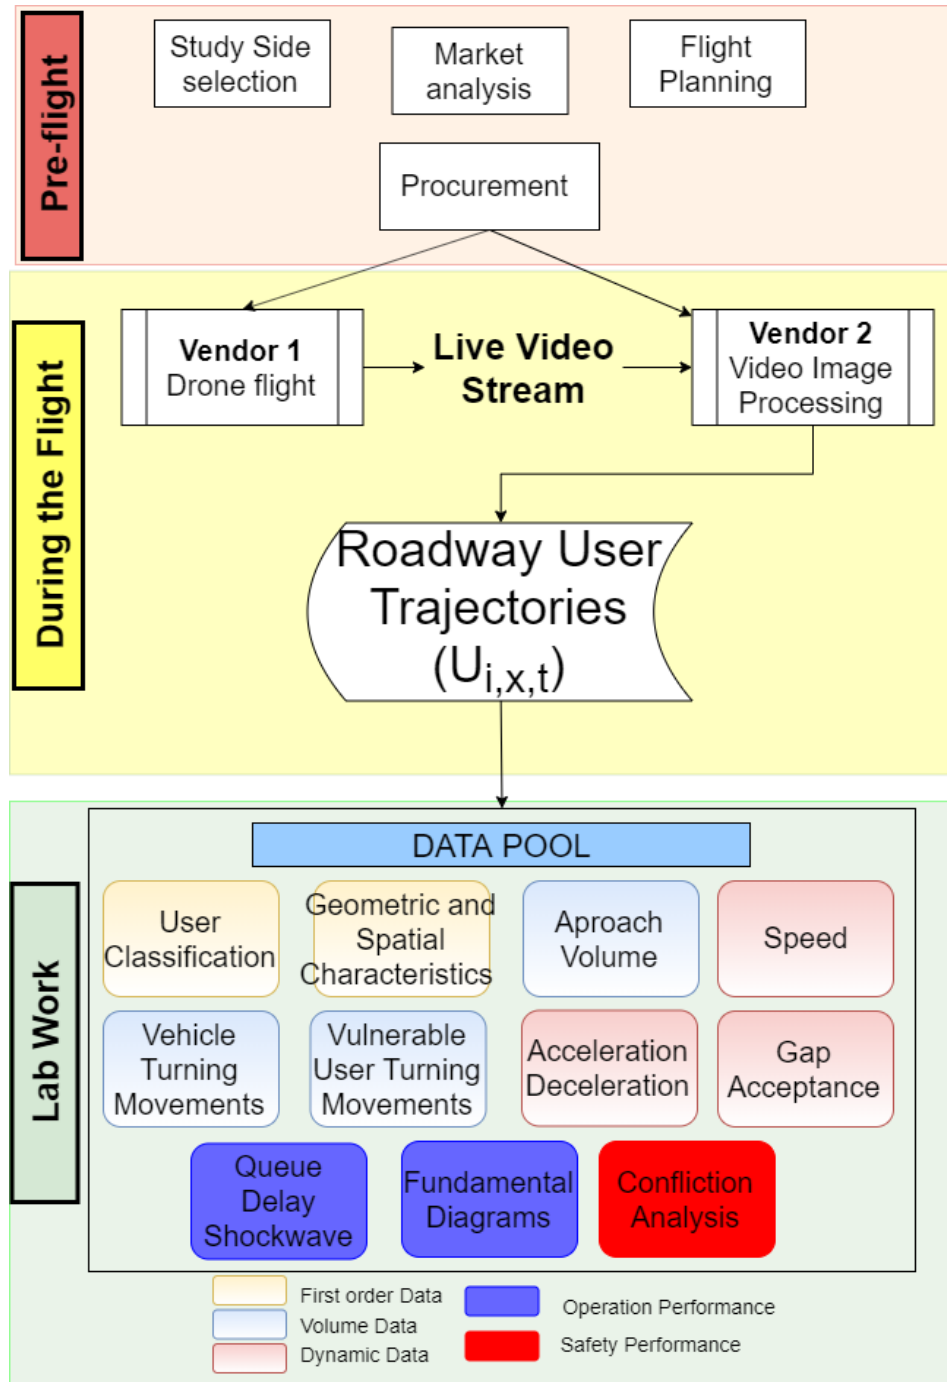 Pre-flight
Study Side
selection
Market
analysis
Flight
Planning
Procurement
During the Flight
Vendor 1
Drone flight
Live Video
Stream
Vendor 2
Video Image
Processing
Roadway User
Trajectories
(U_{i,x,t})
Lab Work
DATA POOL
User
Classification
Geometric and
Spatial
Characteristics
Aproach
Volume
Speed
Vehicle
Turning
Movements
Vulnerable
User Turning
Movements
Acceleration
Deceleration
Gap
Acceptance
Queue
Delay
Shockwave
Fundamental
Diagrams
Confliction
Analysis
First order Data
Volume Data
Dynamic Data
Operation Performance
Safety Performance